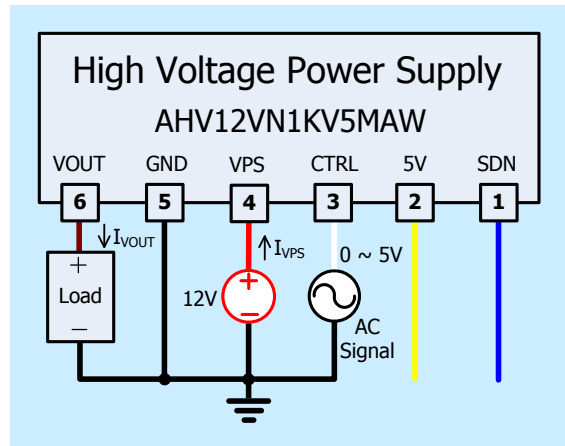 High Voltage Power Supply
AHV12VN1KV5MAW
VOUT GND VPS CTRL 5V SDN
6 5 4 3 2 1
IVOUT IVPS 0 ~ 5V
+ +
Load 12V
− −
AC
Signal